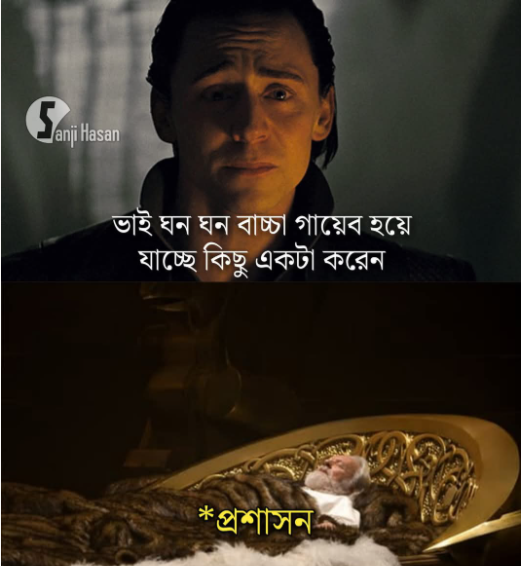 Sanji Hasan
ভাই ঘন ঘন বাচ্চা গায়েব হয়ে
যাচ্ছে কিছু একটা করেন
*প্রশাসন